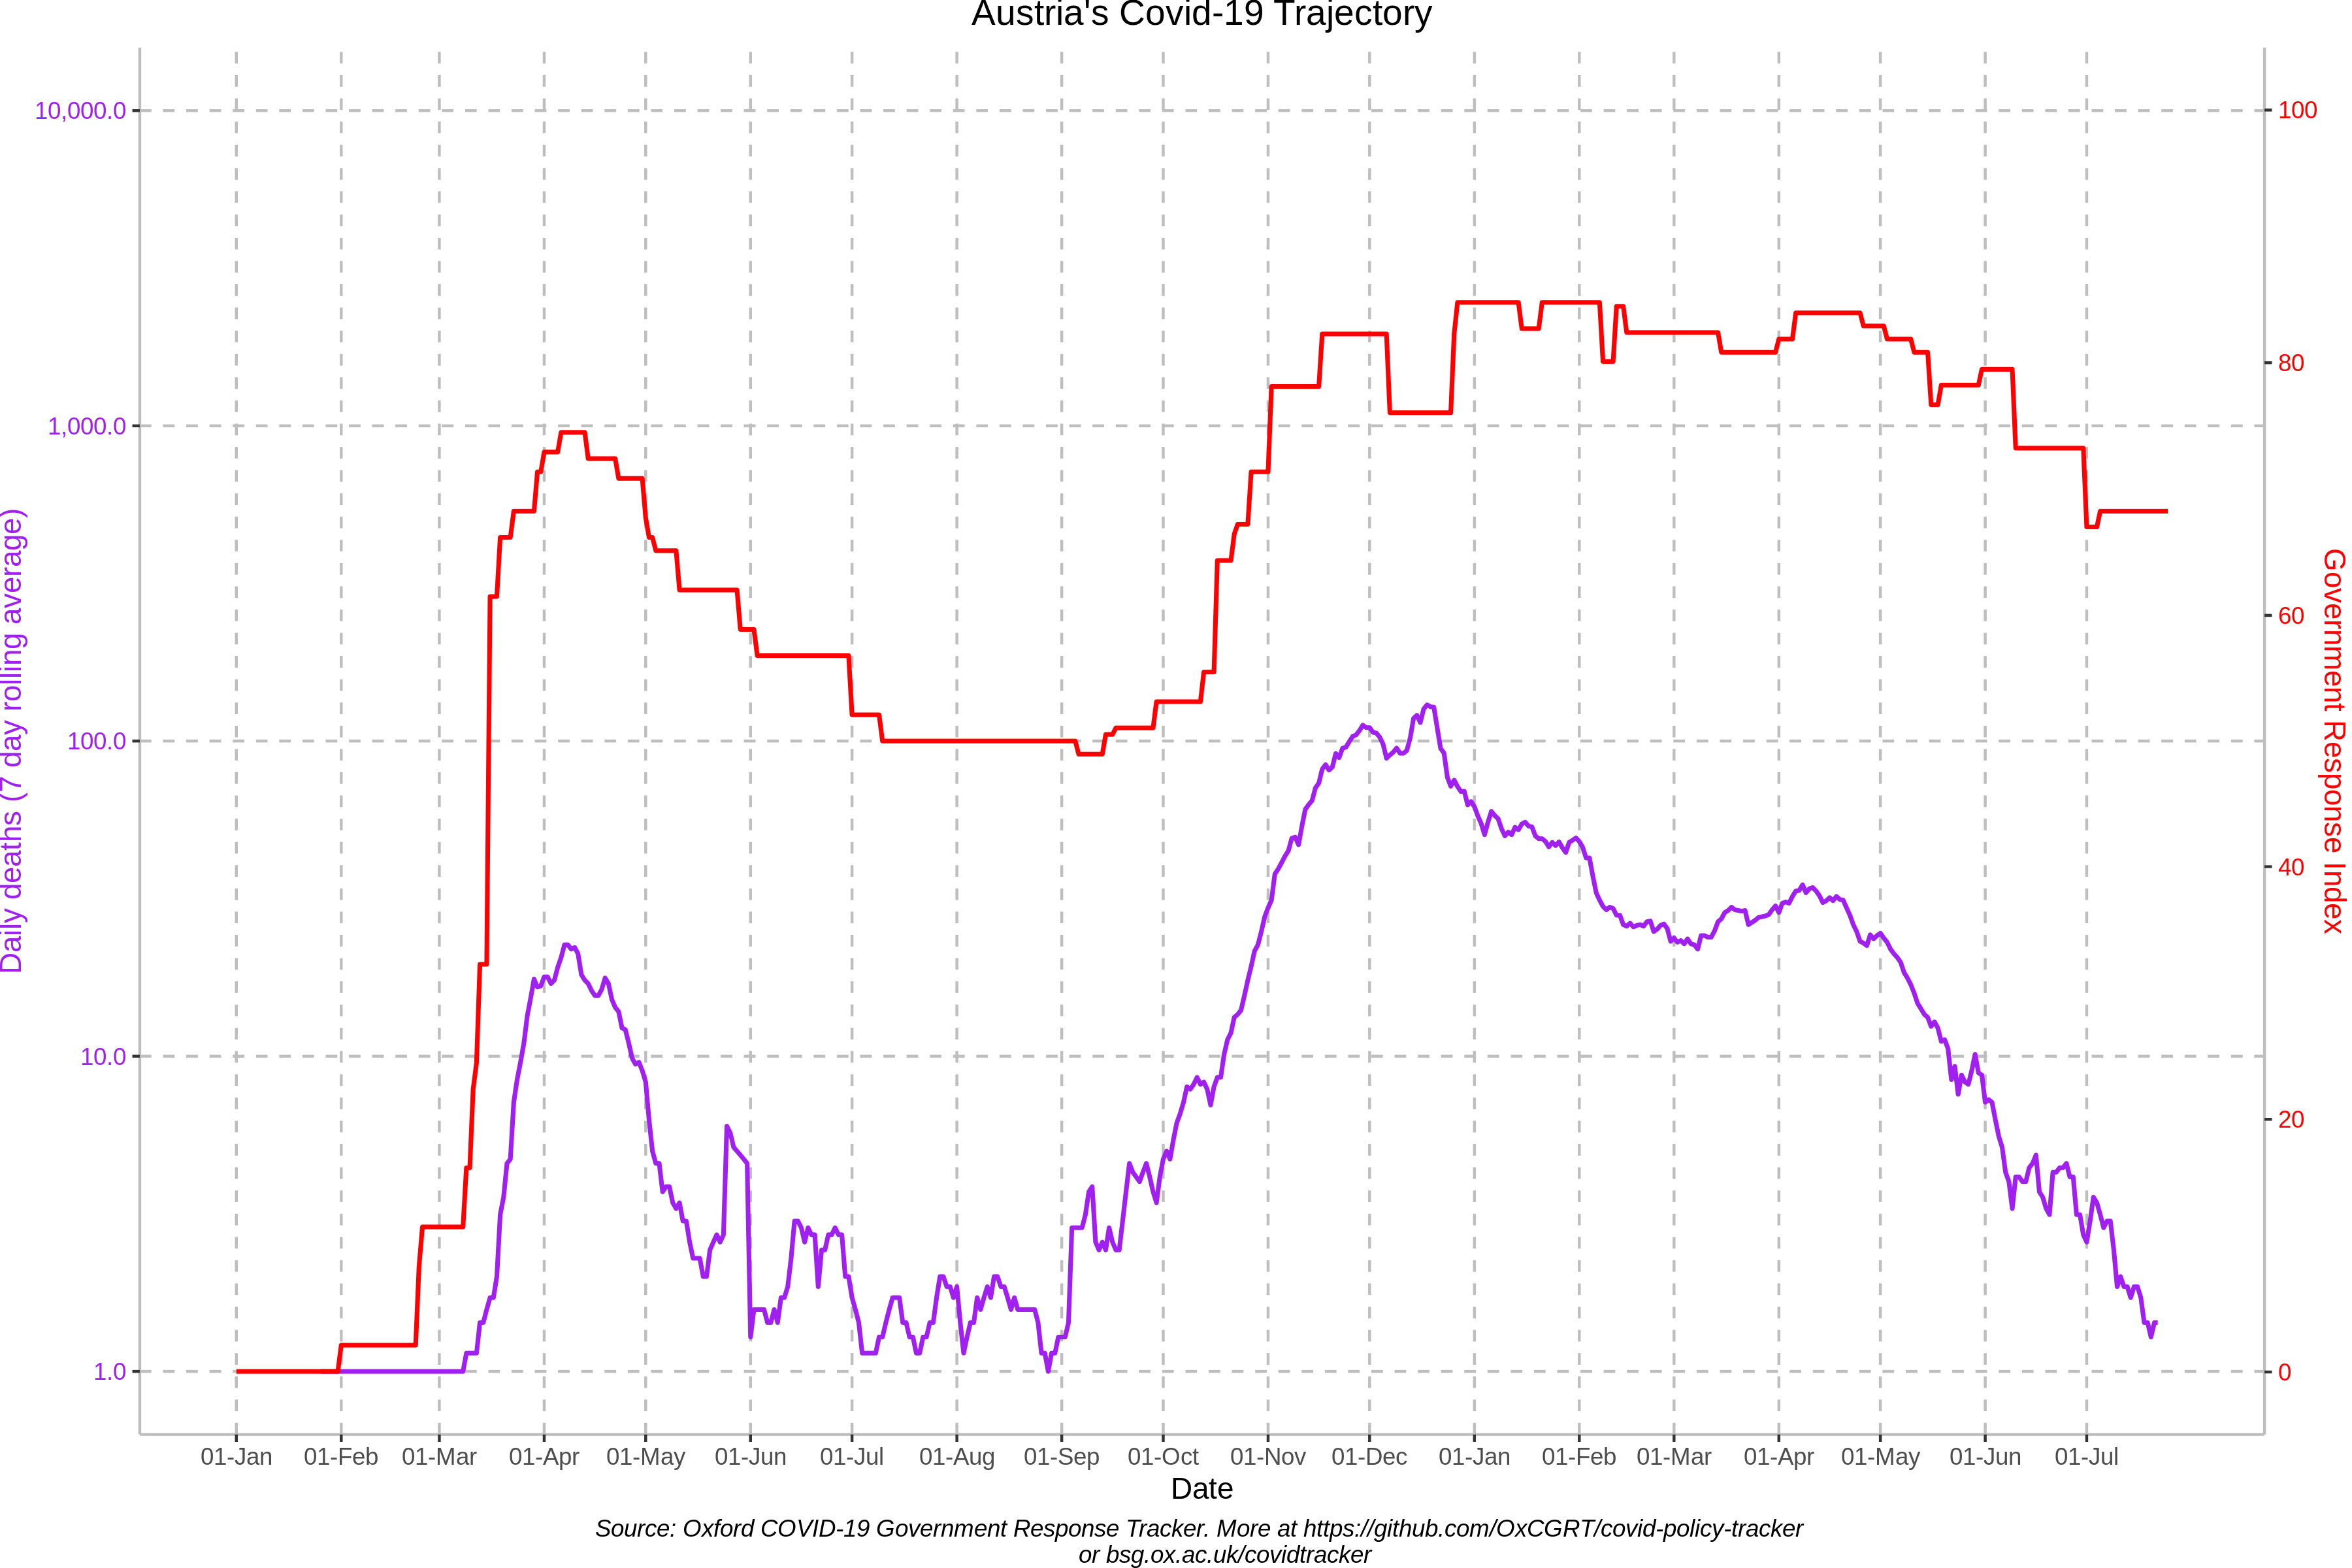 Austria's Covid-19 Trajectory
10,000.0
1,000.0
100.0
10.0
1.0
Daily deaths (7 day rolling average)
100
80
60
40
20
0
Government Response Index
01-Jan 01-Feb 01-Mar 01-Apr 01-May 01-Jun 01-Jul 01-Aug 01-Sep 01-Oct 01-Nov 01-Dec 01-Jan 01-Feb 01-Mar 01-Apr 01-May 01-Jun 01-Jul
Date
Source: Oxford COVID-19 Government Response Tracker. More at https://github.com/OxCGRT/covid-policy-tracker
or bsg.ox.ac.uk/covidtracker